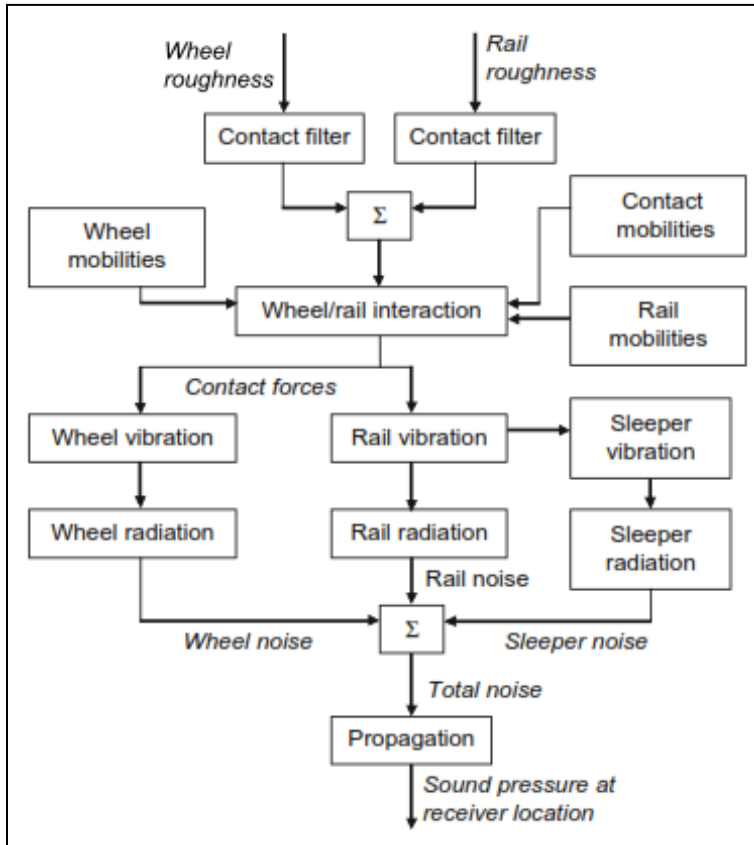 Wheel
roughness
Rail
roughness
Contact filter
Contact filter
Σ
Wheel
mobilities
Contact
mobilities
Wheel/rail interaction
Rail
mobilities
Contact forces
Wheel vibration
Rail vibration
Sleeper
vibration
Wheel radiation
Rail radiation
Sleeper
radiation
Rail noise
Σ
Wheel noise
Sleeper noise
Total noise
Propagation
Sound pressure at
receiver location